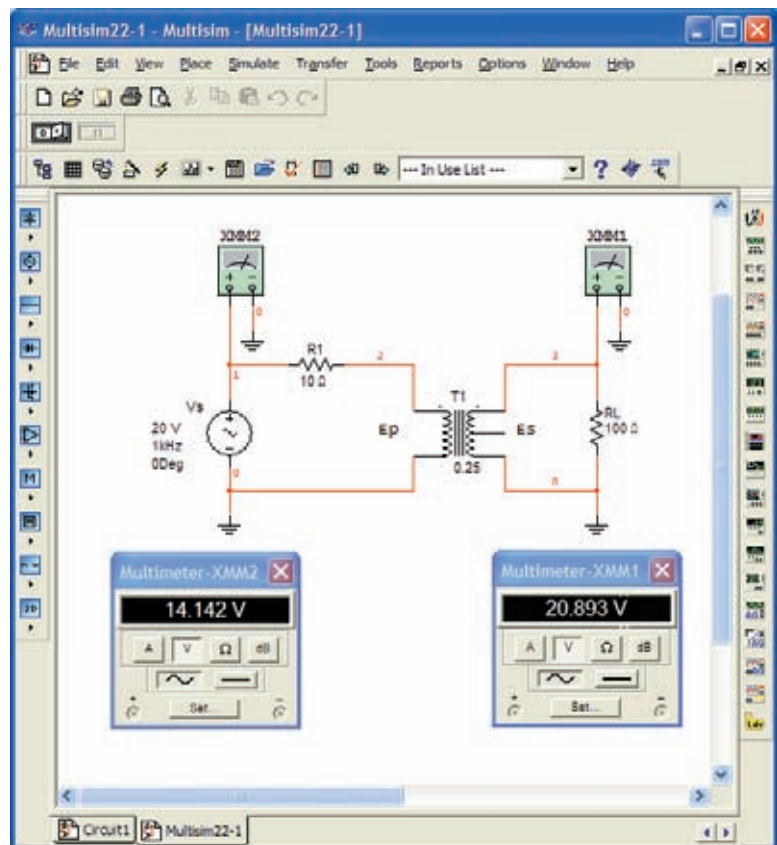 Multisim22-1 - Multisim - [Multisim22-1]
File Edit View Place Simulate Transfer Tools Reports Options Window Help
--- In Use List ---
XMM2
XMM1
0
0
R1
10 Ω
1
2
3
T1
Vs
20 V
1kHz
0Deg
Ep
Es
RL
100 Ω
0.25
0
Multimeter-XMM2
14.142 V
A V Ω dB
Set...
Multimeter-XMM1
20.893 V
A V Ω dB
Set...
Circuit1 Multisim22-1